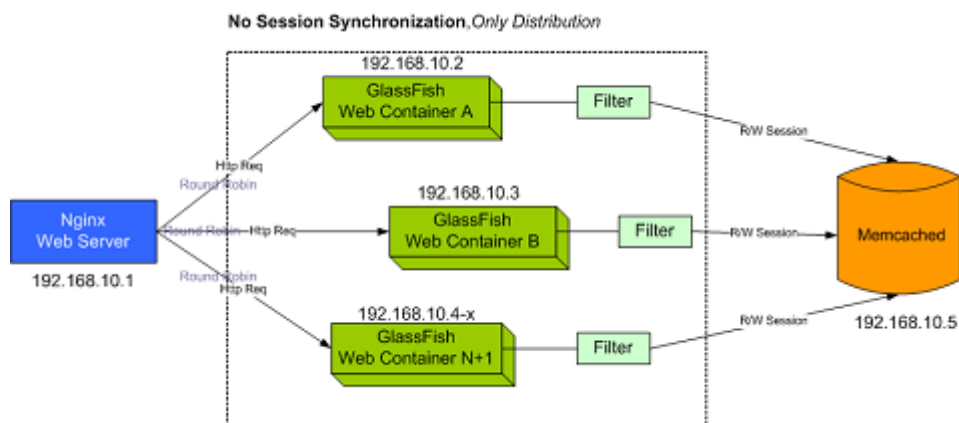 No Session Synchronization,Only Distribution
192.168.10.2
GlassFish
Web Container A
Filter
R/W Session
Http Req
Round Robin
192.168.10.3
GlassFish
Web Container B
Filter
R/W Session
Nginx
Web Server
192.168.10.1
Round Robin
Http Req
Memcached
192.168.10.5
Round Robin
Http Req
192.168.10.4-x
GlassFish
Web Container N+1
Filter
R/W Session